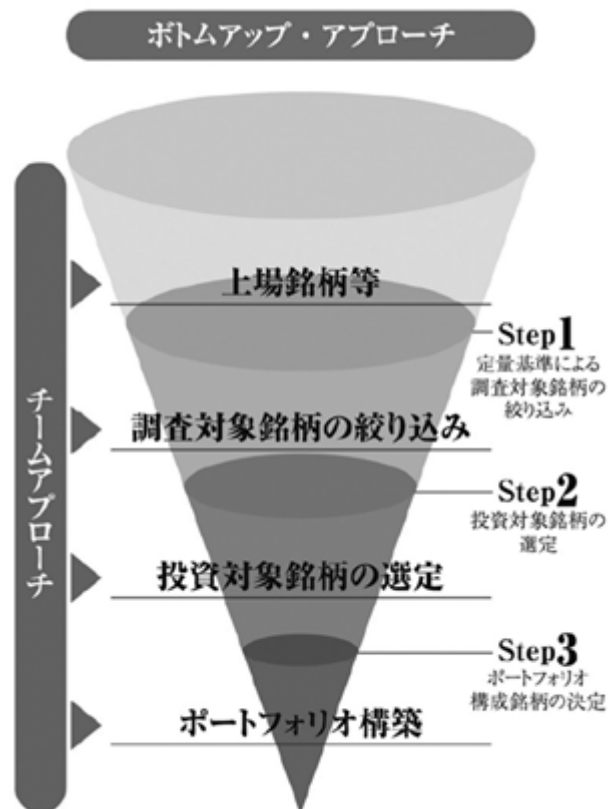 ボトムアップ・アプローチ
チームアプローチ
上場銘柄等
Step1
定量基準による
調査対象銘柄の
絞り込み
調査対象銘柄の絞り込み
Step2
投資対象銘柄の
選定
投資対象銘柄の選定
Step3
ポートフォリオ
構成銘柄の決定
ポートフォリオ構築